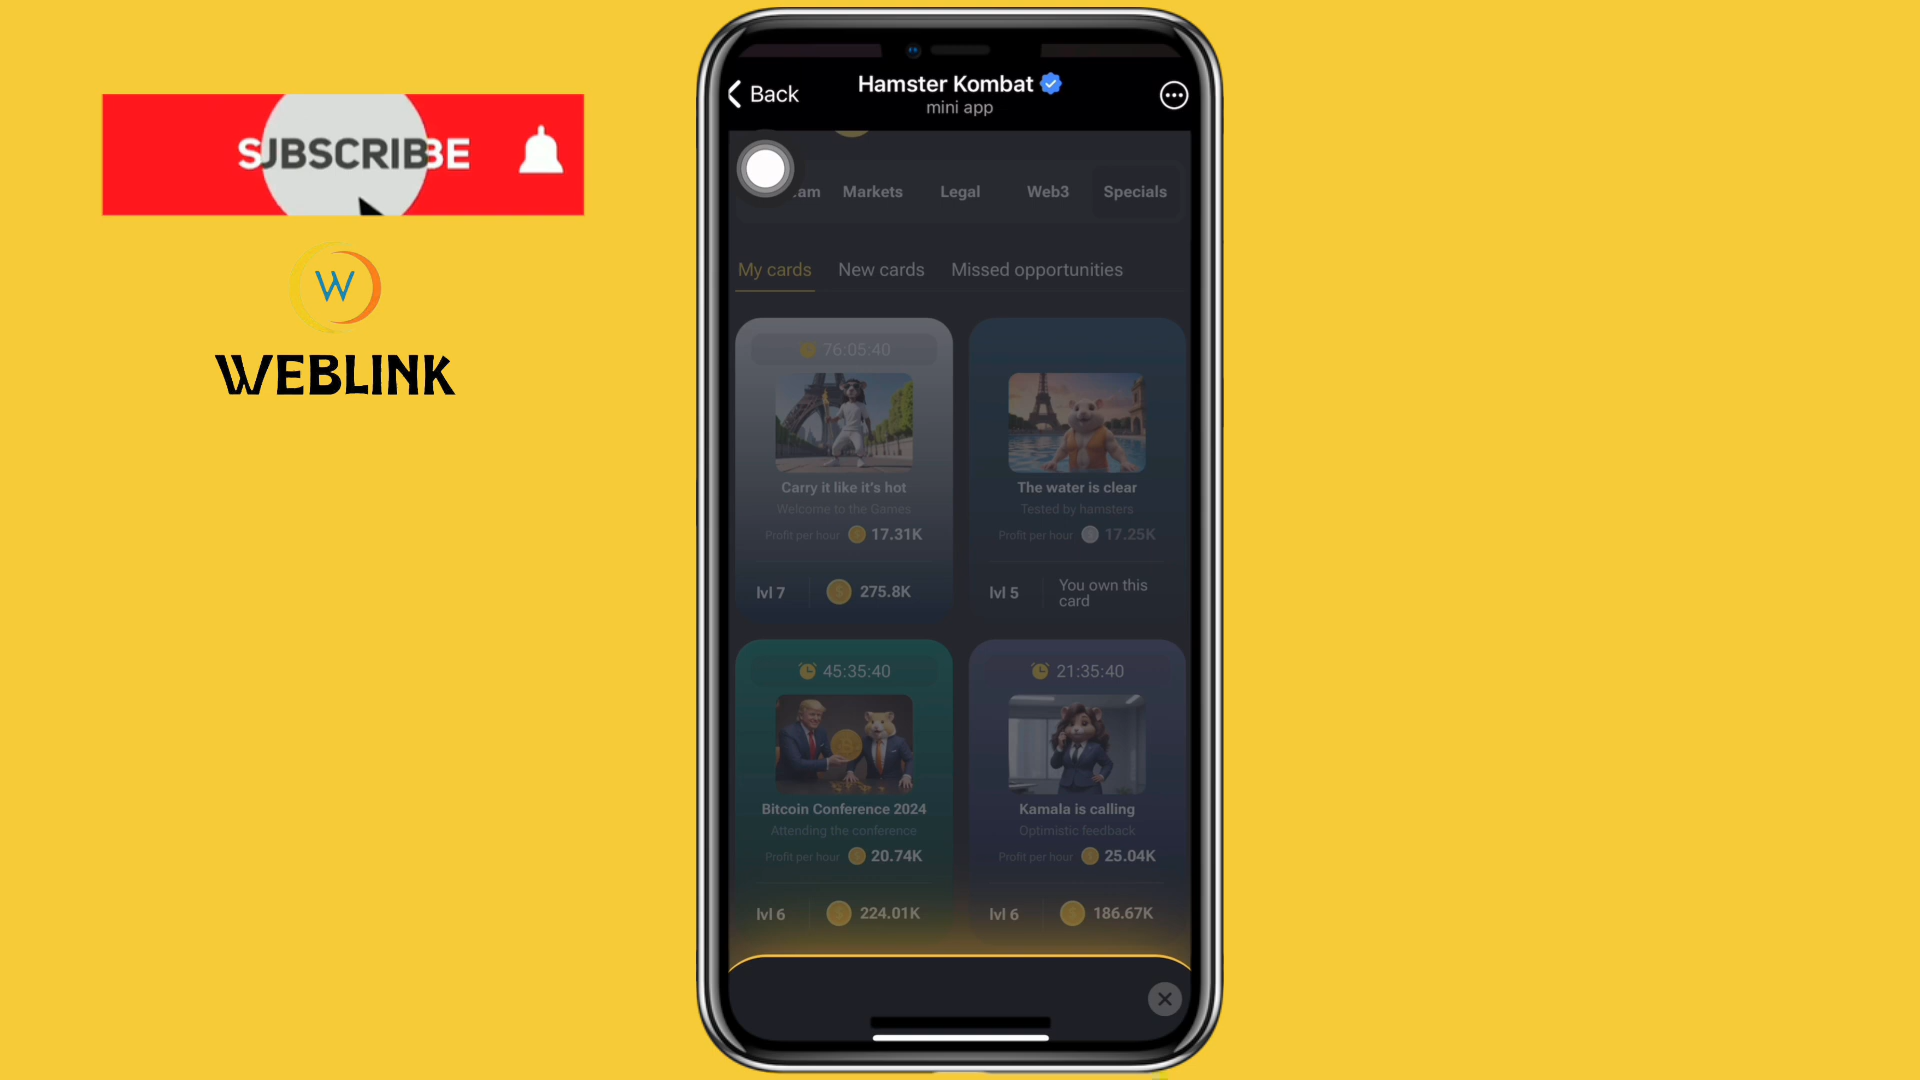 SUBSCRIBE
W
WEBLINK
Back
Hamster Kombat
mini app
am Markets Legal Web3 Specials
My cards New cards Missed opportunities
76:05:40
Carry it like it's hot
Welcome to the Games
Profit per hour 17.31K
lvl 7 275.8K
The water is clear
Tested by hamsters
Profit per hour 17.25K
lvl 5 You own this
card
45:35:40
Bitcoin Conference 2024
Attending the conference
Profit per hour 20.74K
lvl 6 224.01K
21:35:40
Kamala is calling
Optimistic feedback
Profit per hour 25.04K
lvl 6 186.67K